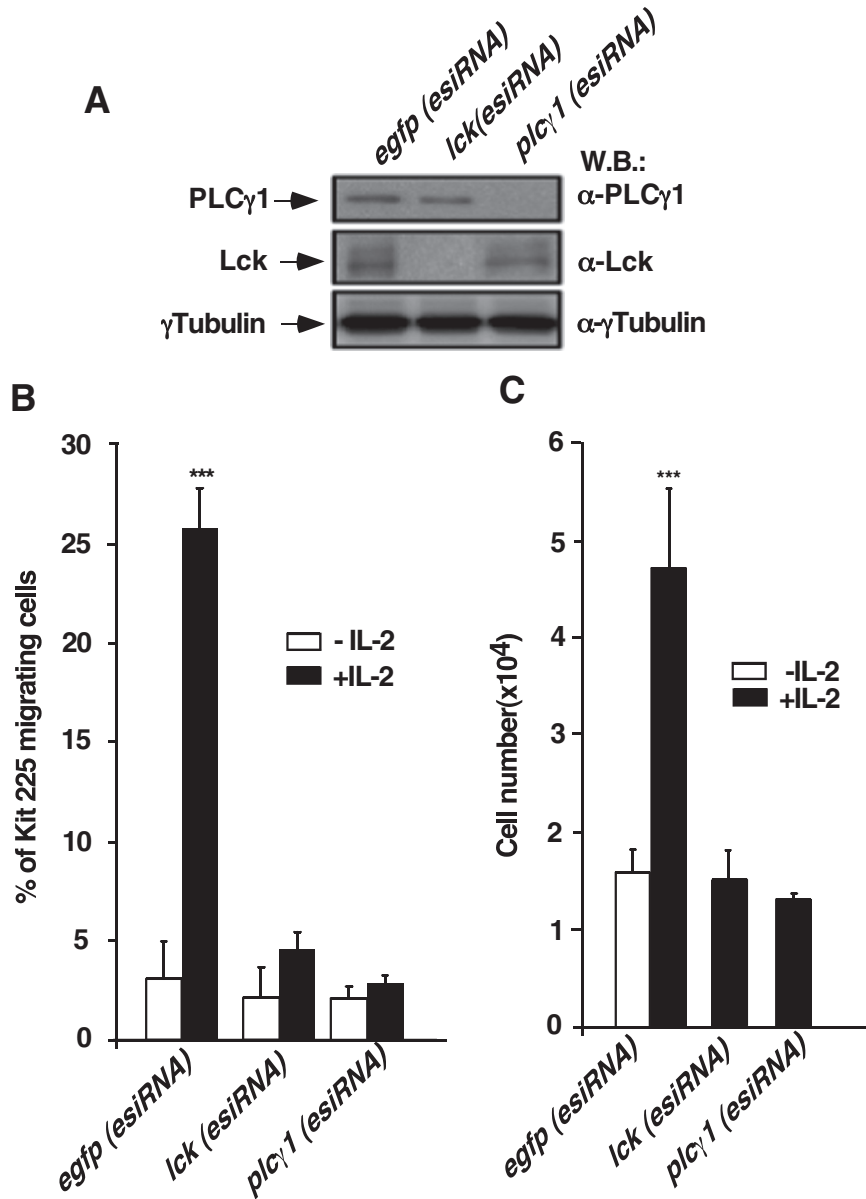 A
egfp (esiRNA)
lck(esiRNA)
plcγ1 (esiRNA)
W.B.:
PLCγ1
α-PLCγ1
Lck
α-Lck
γTubulin
α-γTubulin
B
30
25
20
15
10
5
0
% of Kit 225 migrating cells
***
- IL-2
+IL-2
egfp (esiRNA)
lck (esiRNA)
plcγ1 (esiRNA)
C
6
5
4
3
2
1
0
Cell number(x10⁴)
***
-IL-2
+IL-2
egfp (esiRNA)
lck (esiRNA)
plcγ1 (esiRNA)